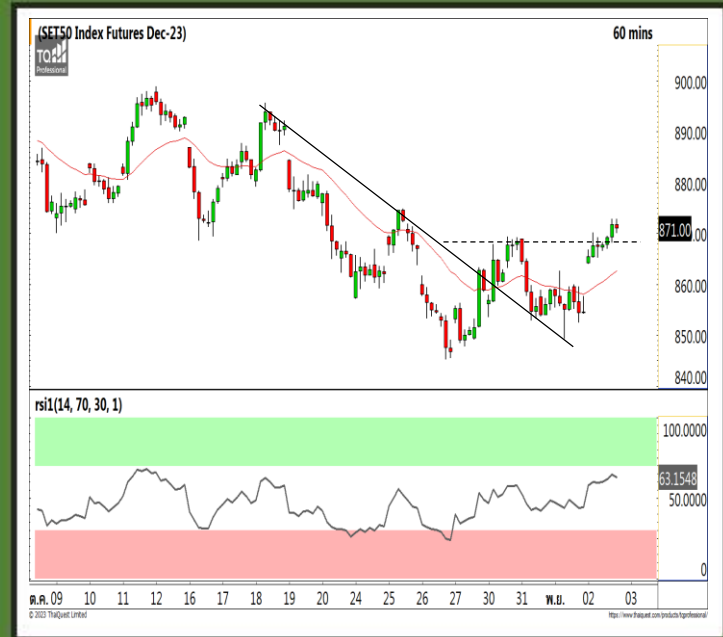 (SET50 Index Futures Dec-23) 60 mins
TQ
Professional
900.00
890.00
880.00
871.00
860.00
850.00
840.00
rsi1(14, 70, 30, 1)
100.0000
63.1548
50.0000
0
ต.ค. 09 10 11 12 16 17 18 19 20 24 25 26 27 30 31 พ.ย. 02 03
© 2023 ThaiQuest Limited https://www.thaiquest.com/products/tqprofessional/